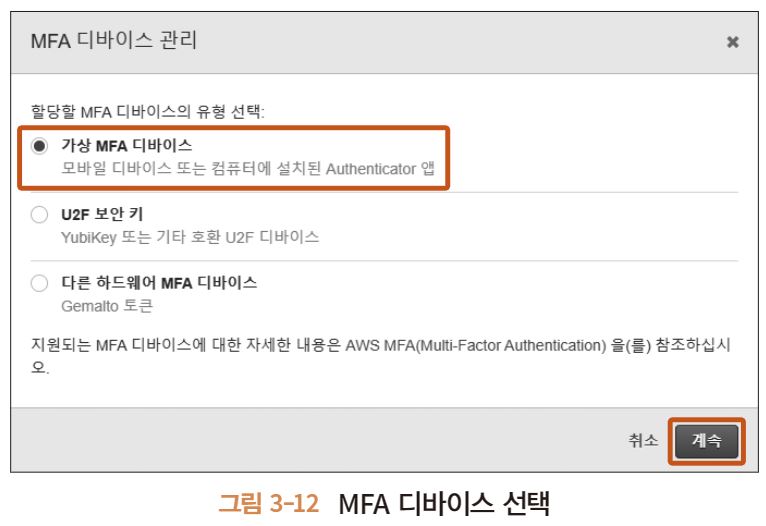 MFA 디바이스 관리
할당할 MFA 디바이스의 유형 선택:
가상 MFA 디바이스
모바일 디바이스 또는 컴퓨터에 설치된 Authenticator 앱
U2F 보안 키
YubiKey 또는 기타 호환 U2F 디바이스
다른 하드웨어 MFA 디바이스
Gemalto 토큰
지원되는 MFA 디바이스에 대한 자세한 내용은 AWS MFA(Multi-Factor Authentication) 을(를) 참조하십시
오.
취소 계속
그림 3-12 MFA 디바이스 선택